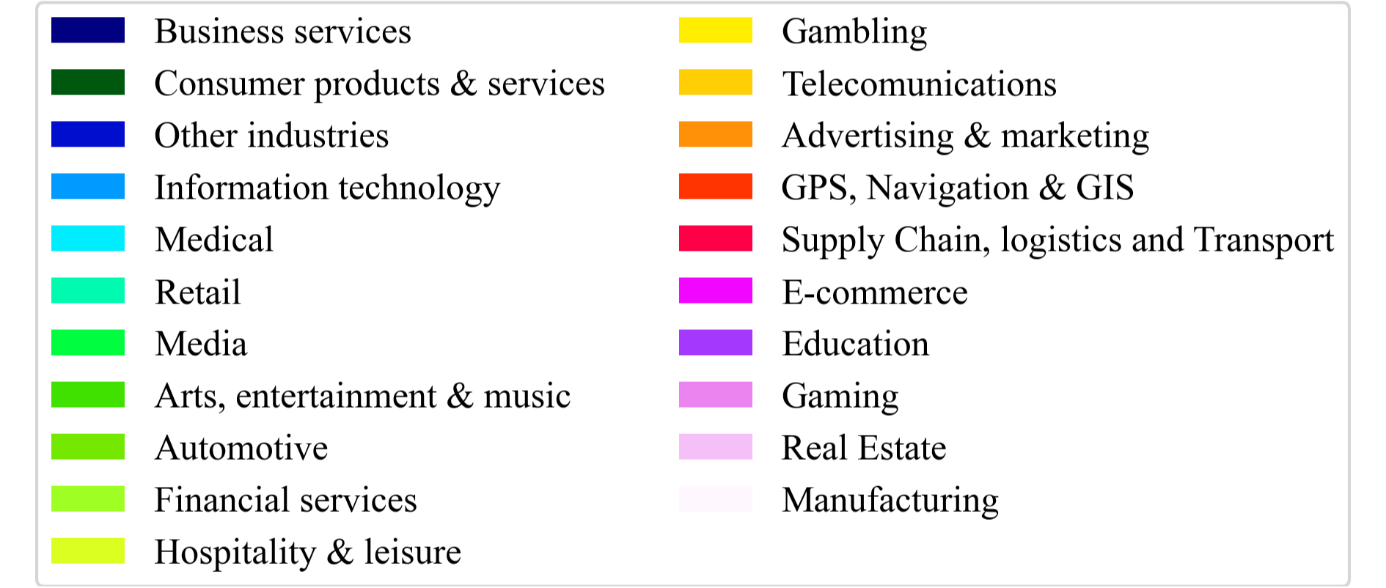 Business services
Consumer products & services
Other industries
Information technology
Medical
Retail
Media
Arts, entertainment & music
Automotive
Financial services
Hospitality & leisure
Gambling
Telecomunications
Advertising & marketing
GPS, Navigation & GIS
Supply Chain, logistics and Transport
E-commerce
Education
Gaming
Real Estate
Manufacturing